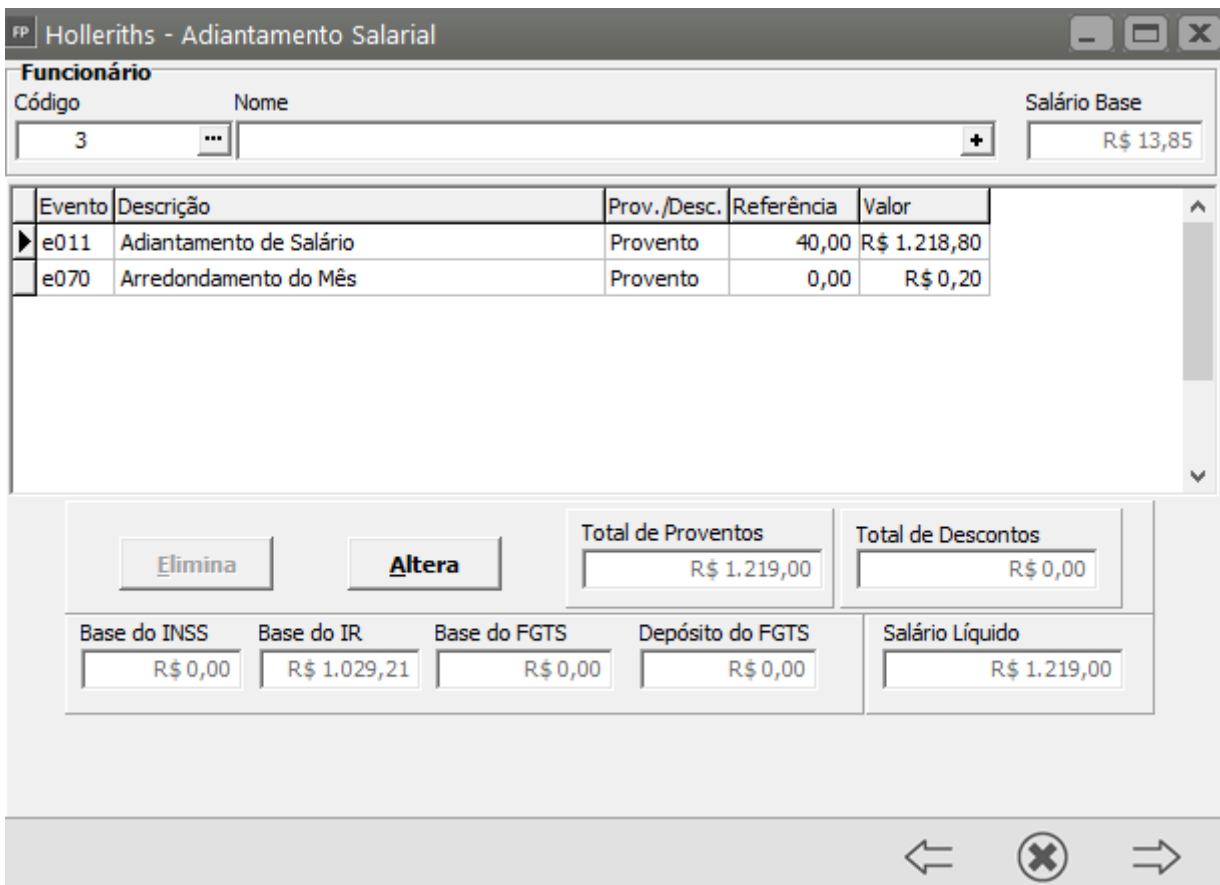 FP Holleriths - Adiantamento Salarial
Funcionário
Código Nome Salário Base
3 ... + R$ 13,85
Evento Descrição Prov./Desc. Referência Valor
e011 Adiantamento de Salário Provento 40,00 R$ 1.218,80
e070 Arredondamento do Mês Provento 0,00 R$ 0,20
Total de Proventos Total de Descontos
Elimina Altera R$ 1.219,00 R$ 0,00
Base do INSS Base do IR Base do FGTS Depósito do FGTS Salário Líquido
R$ 0,00 R$ 1.029,21 R$ 0,00 R$ 0,00 R$ 1.219,00